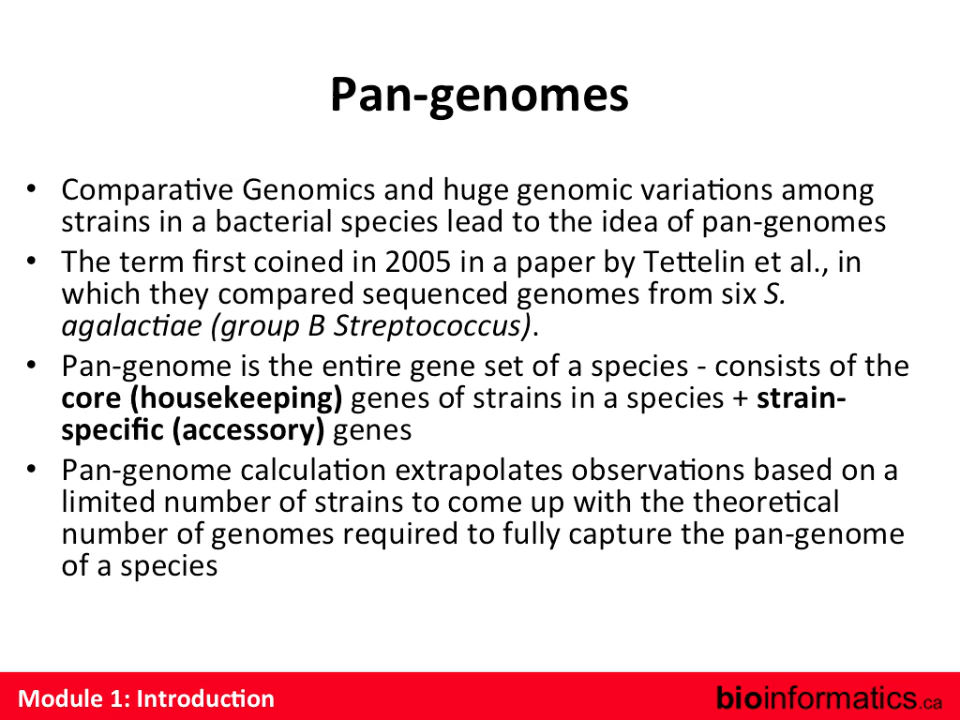 Pan-genomes
• Comparative Genomics and huge genomic variations among
strains in a bacterial species lead to the idea of pan-genomes
• The term first coined in 2005 in a paper by Tettelin et al., in
which they compared sequenced genomes from six S.
agalactiae (group B Streptococcus).
• Pan-genome is the entire gene set of a species - consists of the
core (housekeeping) genes of strains in a species + strain-
specific (accessory) genes
• Pan-genome calculation extrapolates observations based on a
limited number of strains to come up with the theoretical
number of genomes required to fully capture the pan-genome
of a species
Module 1: Introduction
bioinformatics.ca